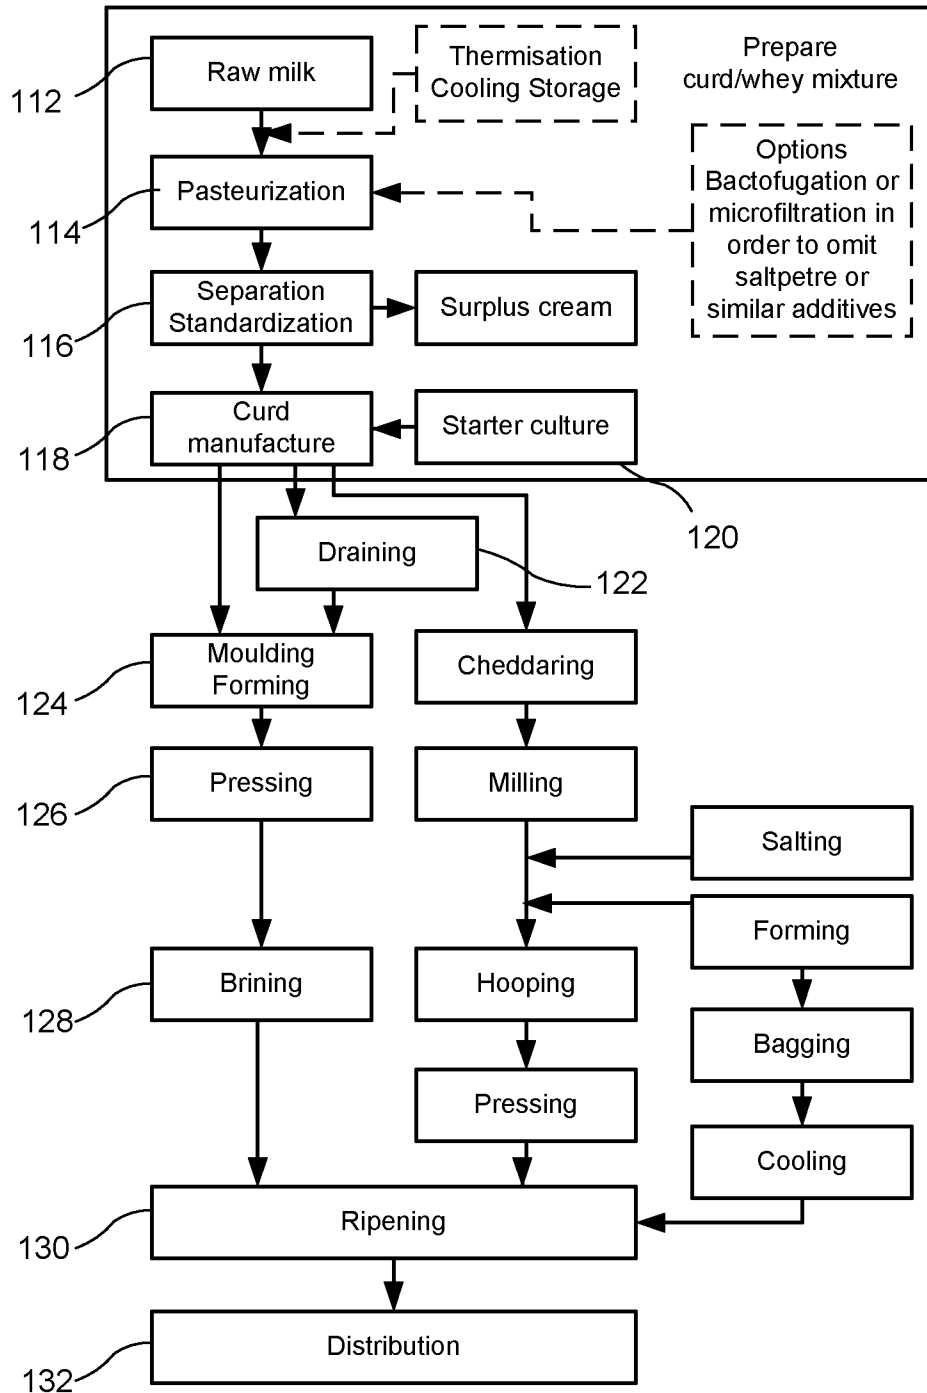 Raw milk
112
Thermisation
Cooling Storage
Prepare
curd/whey mixture
Options
Bactofugation or
microfiltration in
order to omit
saltpetre or
similar additives
Pasteurization
114
Separation
Standardization
116
Surplus cream
Curd
manufacture
118
Starter culture
120
Draining
122
Moulding
Forming
124
Cheddaring
Pressing
126
Milling
Salting
Forming
Brining
128
Hooping
Bagging
Pressing
Cooling
Ripening
130
Distribution
132